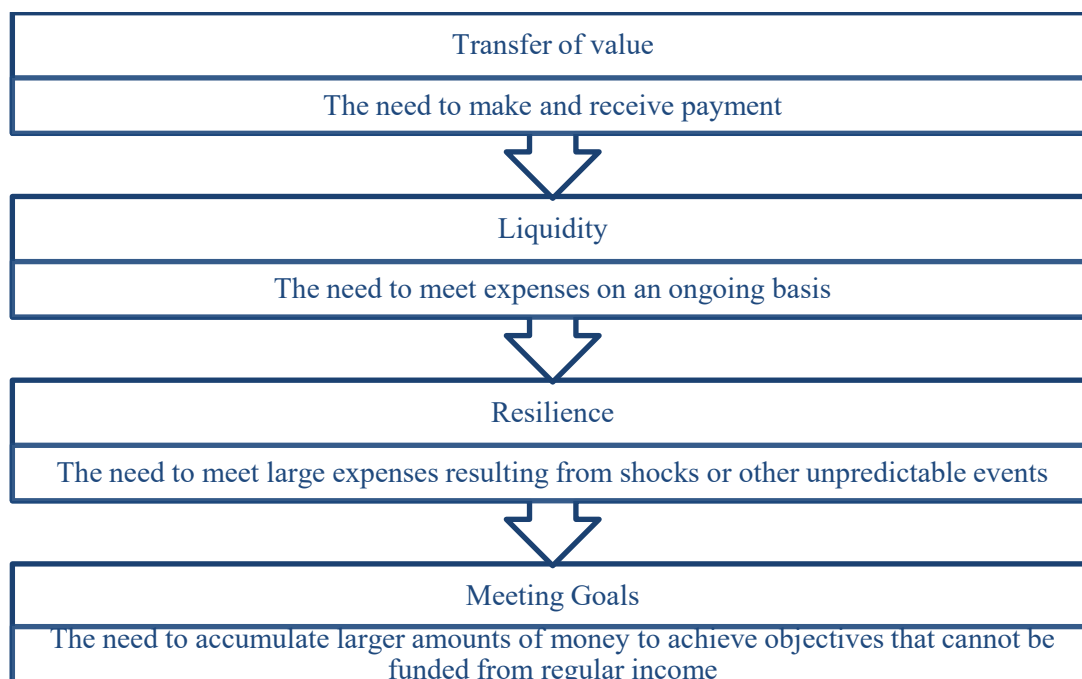 Transfer of value
The need to make and receive payment
Liquidity
The need to meet expenses on an ongoing basis
Resilience
The need to meet large expenses resulting from shocks or other unpredictable events
Meeting Goals
The need to accumulate larger amounts of money to achieve objectives that cannot be
funded from regular income